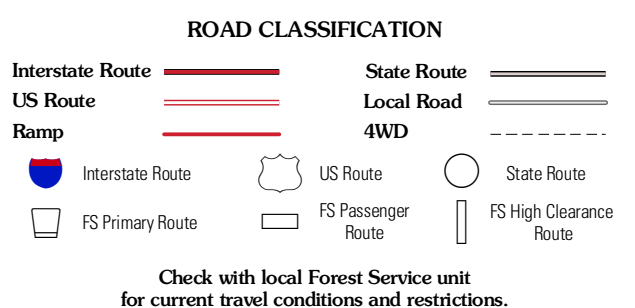 ROAD CLASSIFICATION
Interstate Route
State Route
US Route
Local Road
Ramp
4WD
Interstate Route
US Route
State Route
FS Primary Route
FS Passenger
Route
FS High Clearance
Route
Check with local Forest Service unit
for current travel conditions and restrictions.